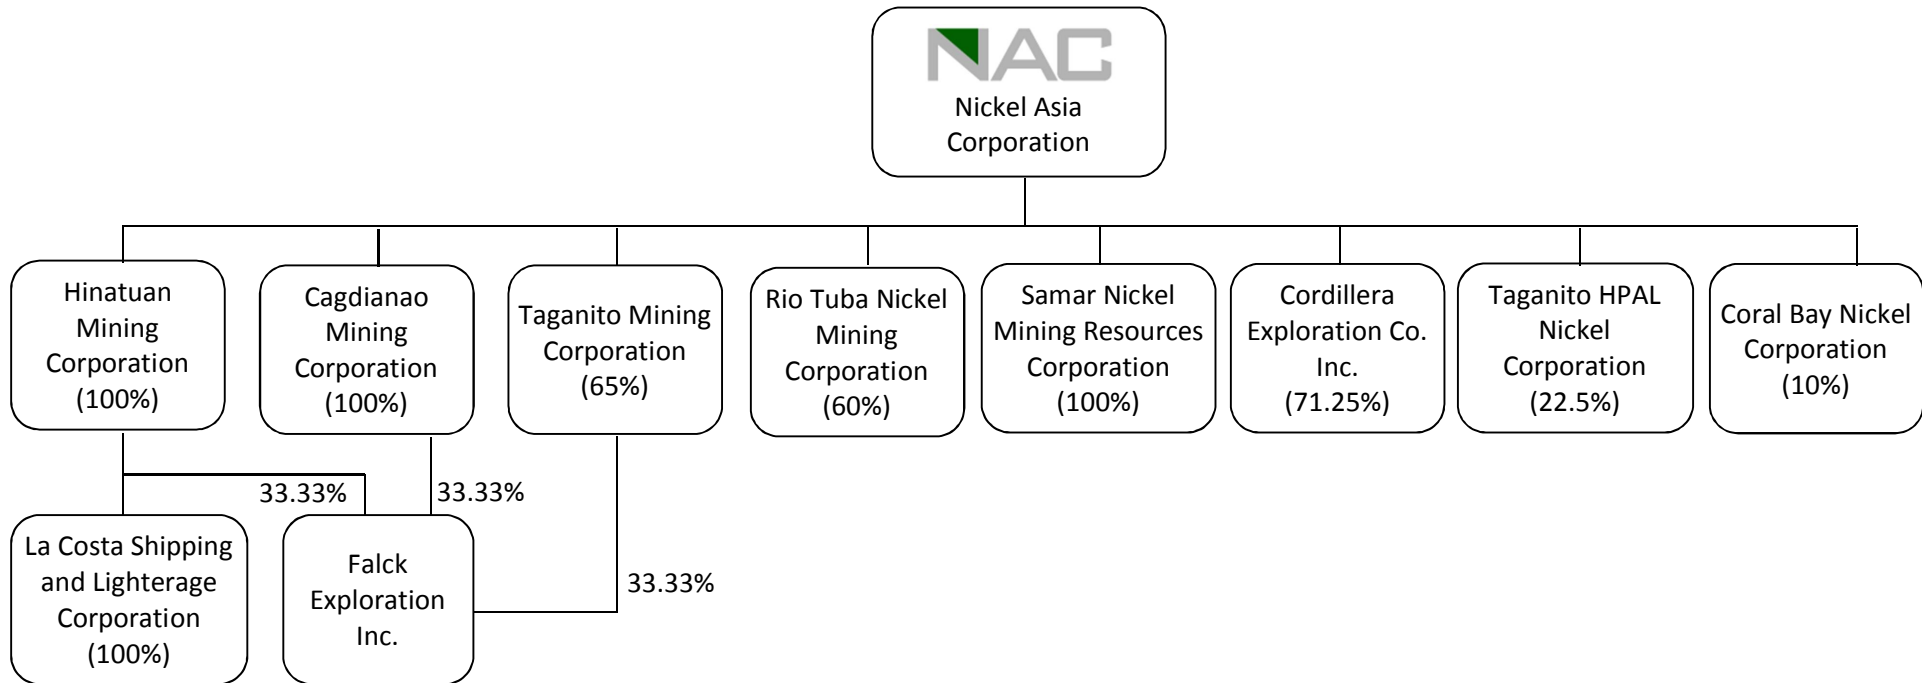 NAC
Nickel Asia
Corporation
Hinatuan
Mining
Corporation
(100%)
Cagdianao
Mining
Corporation
(100%)
Taganito Mining
Corporation
(65%)
Rio Tuba Nickel
Mining
Corporation
(60%)
Samar Nickel
Mining Resources
Corporation
(100%)
Cordillera
Exploration Co.
Inc.
(71.25%)
Taganito HPAL
Nickel
Corporation
(22.5%)
Coral Bay Nickel
Corporation
(10%)
33.33%
33.33%
33.33%
La Costa Shipping
and Lighterage
Corporation
(100%)
Falck
Exploration
Inc.